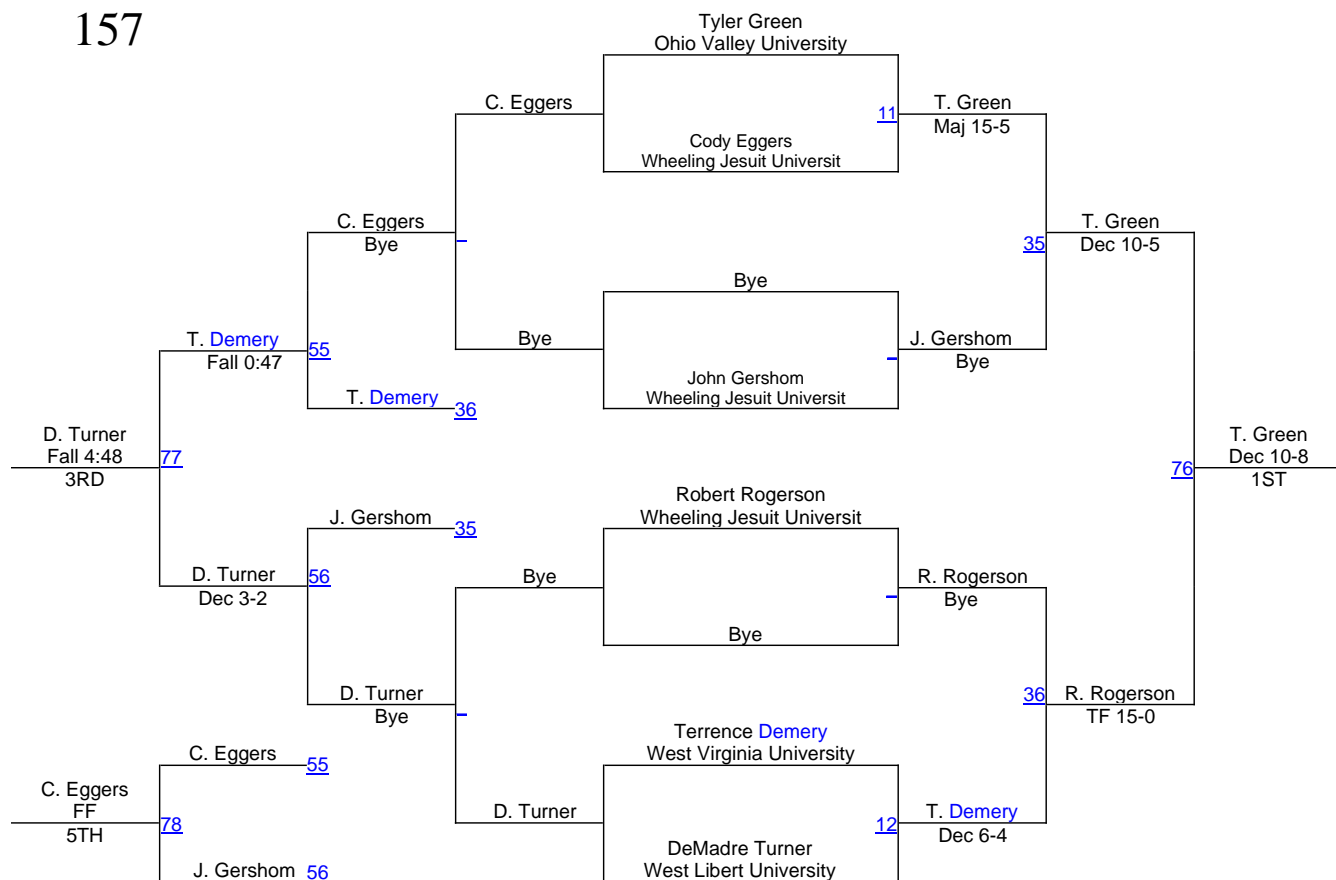 157
Tyler Green
Ohio Valley University
C. Eggers
11
T. Green
Maj 15-5
Cody Eggers
Wheeling Jesuit Universit
C. Eggers
Bye
35
T. Green
Dec 10-5
Bye
T. Demery
Fall 0:47
55
Bye
J. Gershom
Bye
John Gershom
Wheeling Jesuit Universit
T. Demery
36
D. Turner
Fall 4:48
3RD
77
76
T. Green
Dec 10-8
1ST
Robert Rogerson
Wheeling Jesuit Universit
J. Gershom
35
D. Turner
Dec 3-2
56
Bye
R. Rogerson
Bye
Bye
D. Turner
Bye
36
R. Rogerson
TF 15-0
Terrence Demery
West Virginia University
C. Eggers
55
C. Eggers
FF
5TH
78
D. Turner
12
T. Demery
Dec 6-4
DeMadre Turner
West Libert University
J. Gershom
56